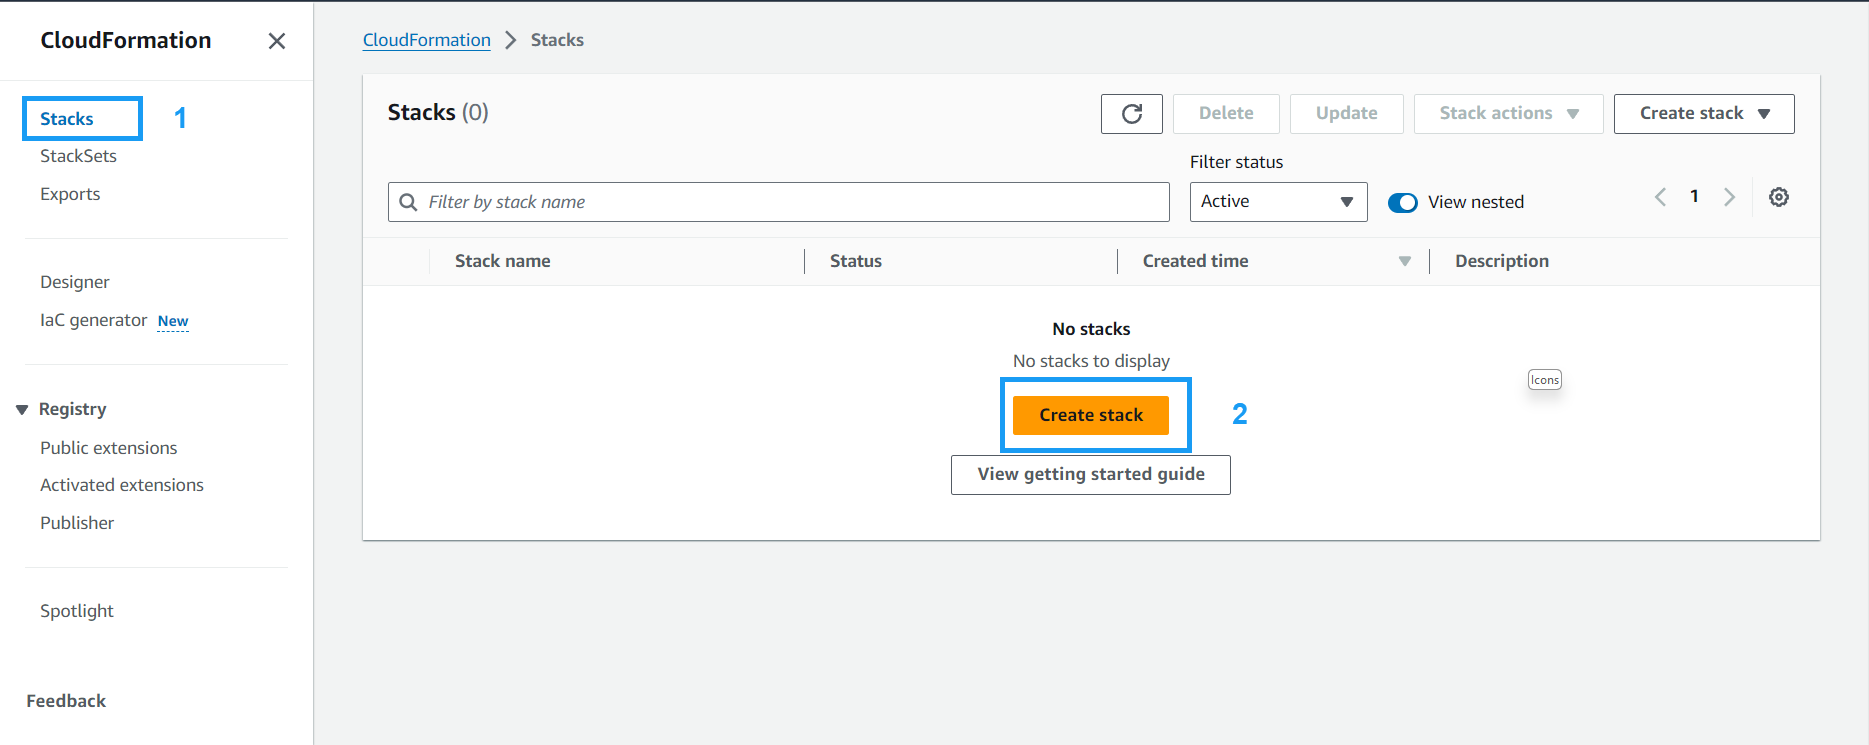 CloudFormation
Stacks 1
StackSets
Exports
Designer
IaC generator New
Registry
Public extensions
Activated extensions
Publisher
Spotlight
Feedback
CloudFormation > Stacks
Stacks (0)
Delete Update Stack actions Create stack
Filter status
Filter by stack name Active View nested 1
Stack name Status Created time Description
No stacks
No stacks to display
Icons
Create stack 2
View getting started guide